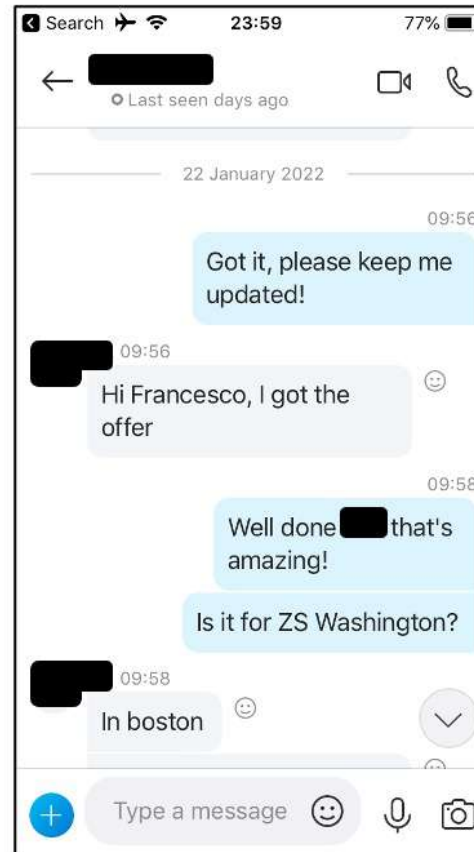 Search 23:59 77%
Last seen days ago
22 January 2022
09:56
Got it, please keep me
updated!
09:56
Hi Francesco, I got the
offer
09:58
Well done that's
amazing!
Is it for ZS Washington?
09:58
In boston
Type a message